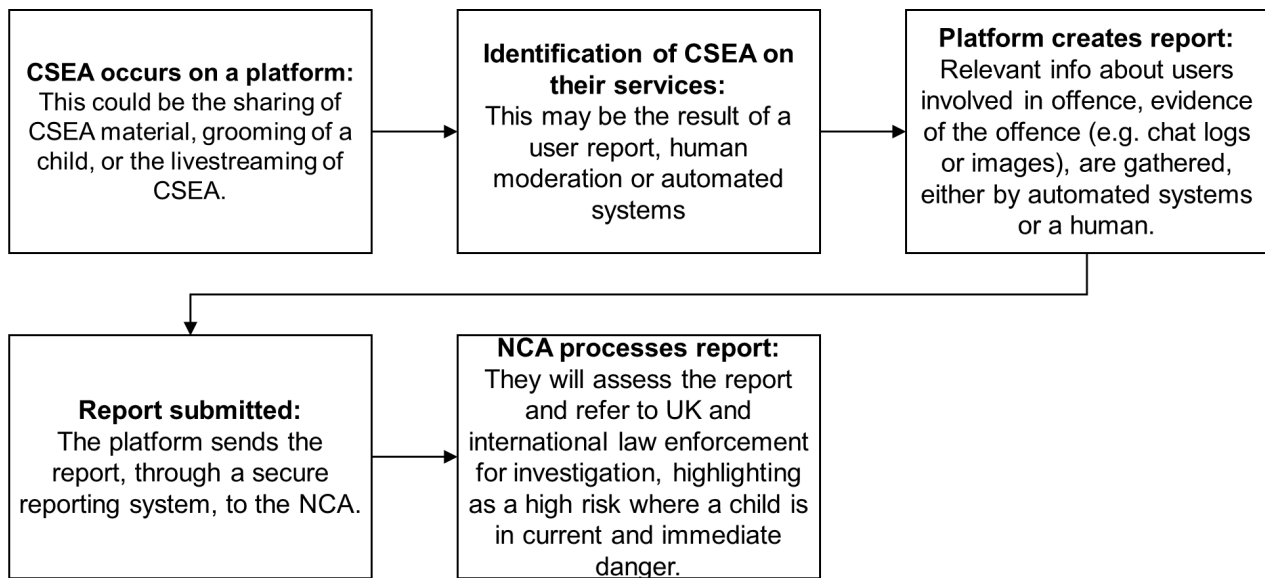 CSEA occurs on a platform:
This could be the sharing of
CSEA material, grooming of a
child, or the livestreaming of
CSEA.
Identification of CSEA on
their services:
This may be the result of a
user report, human
moderation or automated
systems
Platform creates report:
Relevant info about users
involved in offence, evidence
of the offence (e.g. chat logs
or images), are gathered,
either by automated systems
or a human.
Report submitted:
The platform sends the
report, through a secure
reporting system, to the NCA.
NCA processes report:
They will assess the report
and refer to UK and
international law enforcement
for investigation, highlighting
as a high risk where a child is
in current and immediate
danger.